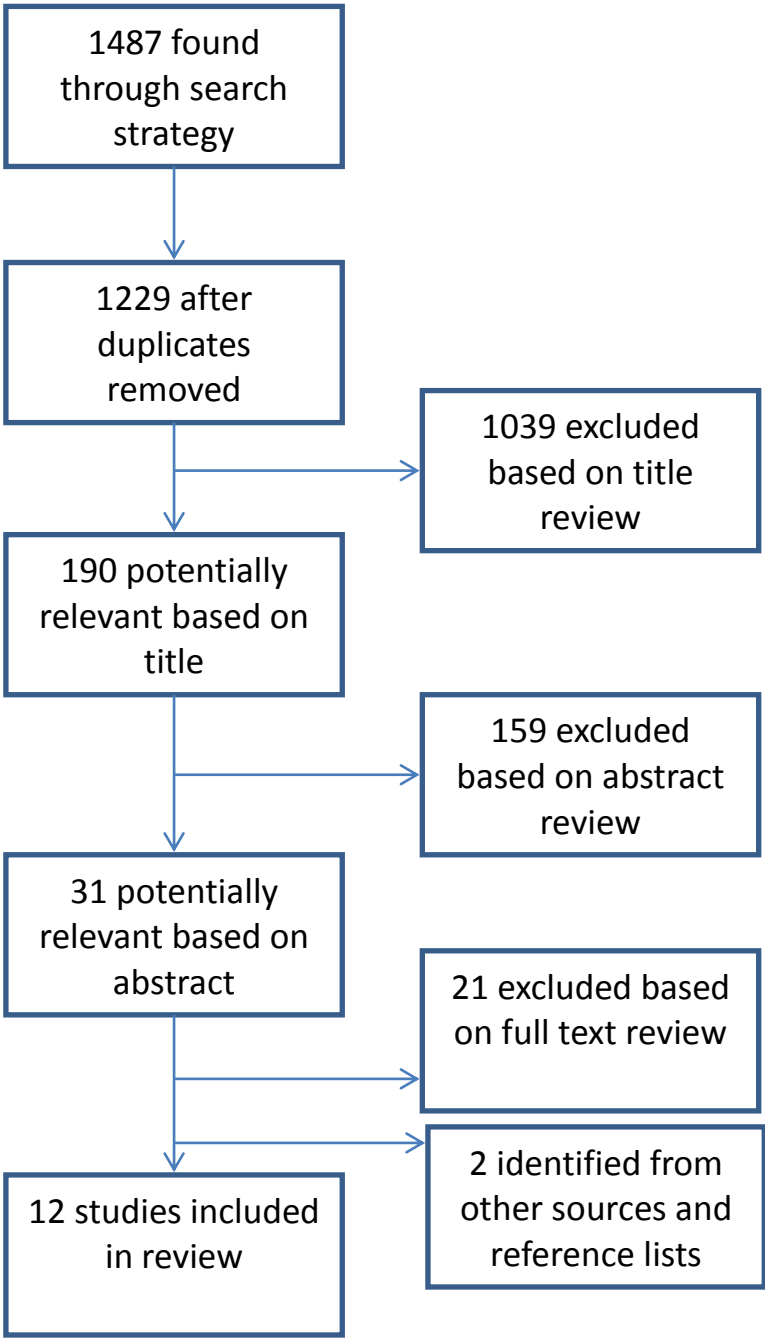 1487 found
through search
strategy
1229 after
duplicates
removed
1039 excluded
based on title
review
190 potentially
relevant based on
title
159 excluded
based on abstract
review
31 potentially
relevant based on
abstract
21 excluded based
on full text review
2 identified from
other sources and
reference lists
12 studies included
in review